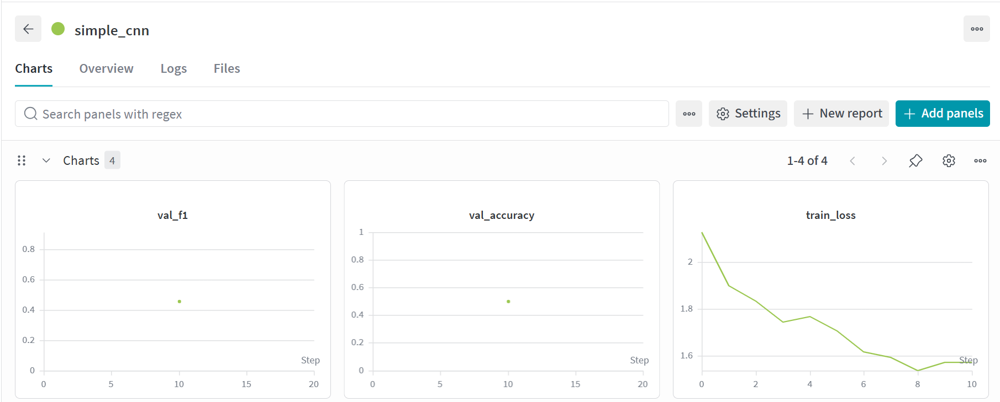 simple_cnn
Charts Overview Logs Files
Search panels with regex Settings New report Add panels
Charts 4 1-4 of 4
val_f1
0.8
0.6
0.4
0.2
0
Step
0 5 10 15 20
val_accuracy
1
0.8
0.6
0.4
0.2
0
Step
0 5 10 15 20
train_loss
2
1.8
1.6
Step
0 2 4 6 8 10